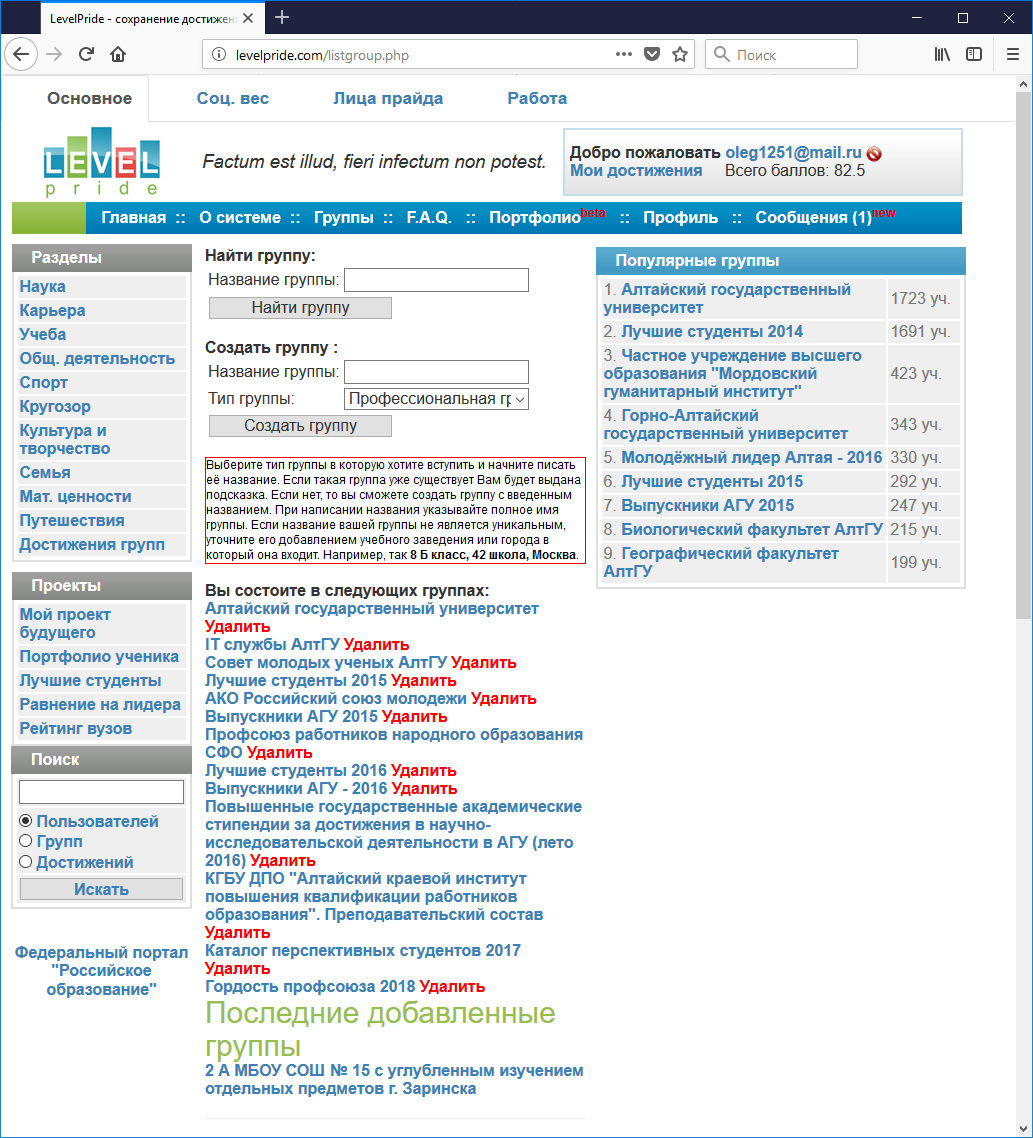 LevelPride - сохранение достижен
levelpride.com/listgroup.php
Поиск
Основное
Соц. вес
Лица прайда
Работа
LEVEL
pride
Factum est illud, fieri infectum non potest.
Добро пожаловать oleg1251@mail.ru
Мои достижения Всего баллов: 82.5
Главная :: О системе :: Группы :: F.A.Q. :: Портфолио beta :: Профиль :: Сообщения (1) new
Разделы
Наука
Карьера
Учеба
Общ. деятельность
Спорт
Кругозор
Культура и
творчество
Семья
Мат. ценности
Путешествия
Достижения групп
Проекты
Мой проект
будущего
Портфолио ученика
Лучшие студенты
Равнение на лидера
Рейтинг вузов
Поиск
Пользователей
Групп
Достижений
Искать
Федеральный портал
"Российское
образование"
Найти группу:
Название группы:
Найти группу
Создать группу :
Название группы:
Тип группы: Профессиональная гр
Создать группу
Выберите тип группы в которую хотите вступить и начните писать
её название. Если такая группа уже существует Вам будет выдана
подсказка. Если нет, то вы сможете создать группу с введенным
названием. При написании названия указывайте полное имя
группы. Если название вашей группы не является уникальным,
уточните его добавлением учебного заведения или города в
который она входит. Например, так 8 Б класс, 42 школа, Москва.
Вы состоите в следующих группах:
Алтайский государственный университет
Удалить
IT службы АлтГУ Удалить
Совет молодых ученых АлтГУ Удалить
Лучшие студенты 2015 Удалить
АКО Российский союз молодежи Удалить
Выпускники АГУ 2015 Удалить
Профсоюз работников народного образования
СФО Удалить
Лучшие студенты 2016 Удалить
Выпускники АГУ - 2016 Удалить
Повышенные государственные академические
стипендии за достижения в научно-
исследовательской деятельности в АГУ (лето
2016) Удалить
КГБУ ДПО "Алтайский краевой институт
повышения квалификации работников
образования". Преподавательский состав
Удалить
Каталог перспективных студентов 2017
Удалить
Гордость профсоюза 2018 Удалить
Последние добавленные
группы
2 А МБОУ СОШ № 15 с углубленным изучением
отдельных предметов г. Заринска
Популярные группы
1. Алтайский государственный
университет 1723 уч.
2. Лучшие студенты 2014 1691 уч.
3. Частное учреждение высшего
образования "Мордовский
гуманитарный институт" 423 уч.
4. Горно-Алтайский
государственный университет 343 уч.
5. Молодёжный лидер Алтая - 2016 330 уч.
6. Лучшие студенты 2015 292 уч.
7. Выпускники АГУ 2015 247 уч.
8. Биологический факультет АлтГУ 215 уч.
9. Географический факультет
АлтГУ 199 уч.